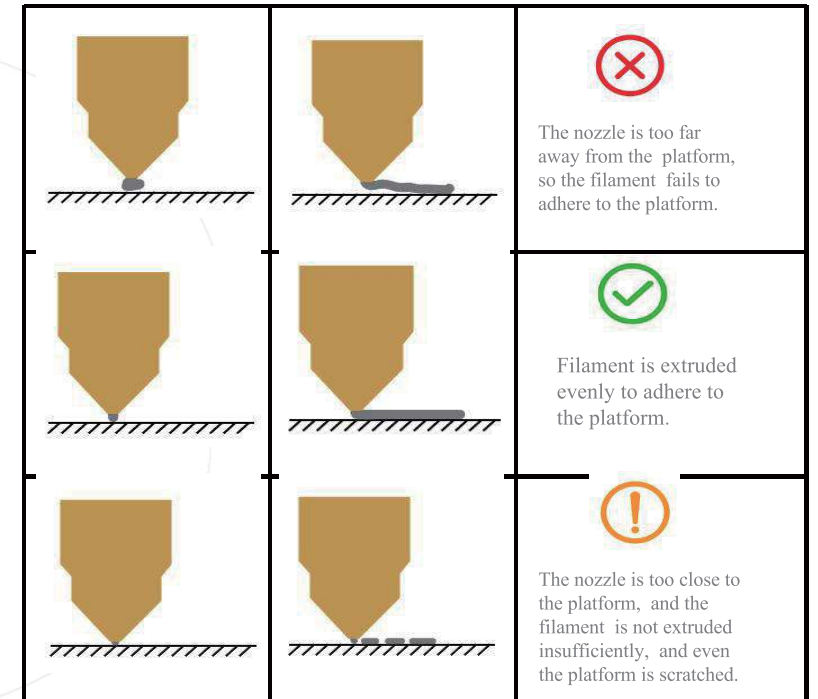 The nozzle is too far
away from the platform,
so the filament fails to
adhere to the platform.
Filament is extruded
evenly to adhere to
the platform.
The nozzle is too close to
the platform, and the
filament is not extruded
insufficiently, and even
the platform is scratched.